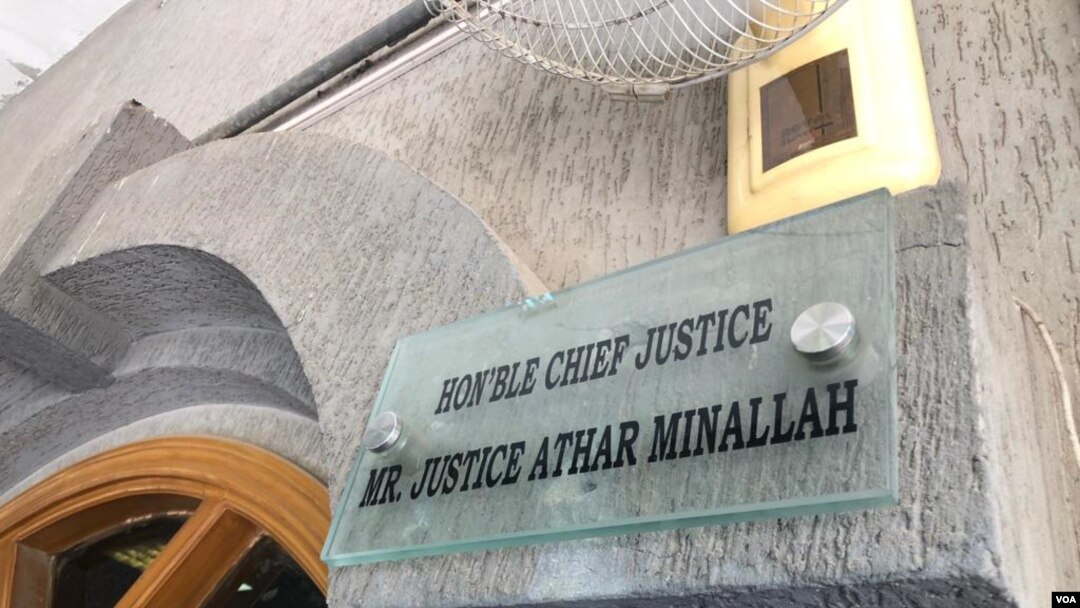 HON'BLE CHIEF JUSTICE
MR. JUSTICE ATHAR MINALLAH
VOA